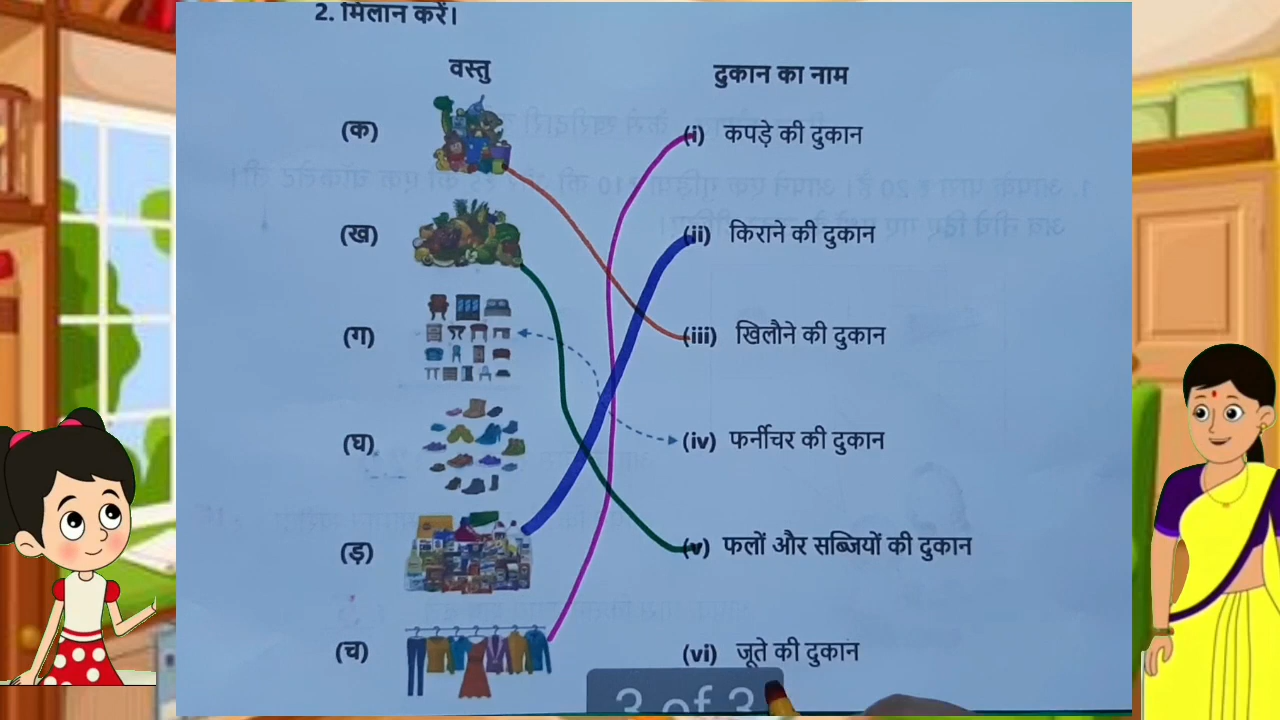 2. मिलान करें।
वस्तु दुकान का नाम
(क) (i) कपड़े की दुकान
(ख) (ii) किराने की दुकान
(ग) (iii) खिलौने की दुकान
(घ) (iv) फर्नीचर की दुकान
(ड़) (v) फलों और सब्जियों की दुकान
(च) (vi) जूते की दुकान
3 of 3